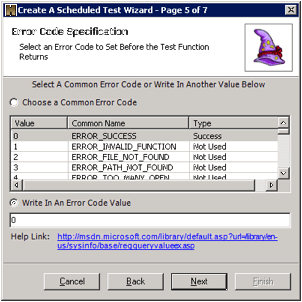 Create A Scheduled Test Wizard - Page 5 of 7
Error Code Specification
Select an Error Code to Set Before the Test Function
Returns
Select A Common Error Code or Write In Another Value Below
Choose a Common Error Code
Value Common Name Type
0 ERROR_SUCCESS Success
1 ERROR_INVALID_FUNCTION Not Used
2 ERROR_FILE_NOT_FOUND Not Used
3 ERROR_PATH_NOT_FOUND Not Used
4 ERROR_TOO_MANY_OPEN Not Used
Write In An Error Code Value
0
Help Link: http://msdn.microsoft.com/library/default.asp?url=library/en-
us/sysinfo/base/regqueryvalueex.asp
Cancel Back Next Finish